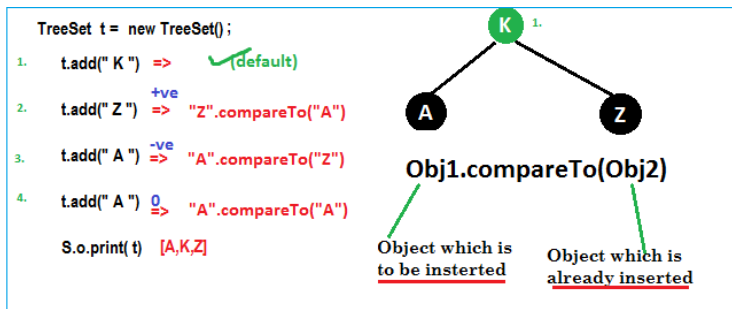 TreeSet t = new TreeSet();
1. t.add(" K ") => (default)
+ve
2. t.add(" Z ") => "Z".compareTo("A")
-ve
3. t.add(" A ") => "A".compareTo("Z")
0
4. t.add(" A ") => "A".compareTo("A")
S.o.print( t) [A,K,Z]
K 1.
A Z
Obj1.compareTo(Obj2)
Object which is
to be insterted
Object which is
already inserted